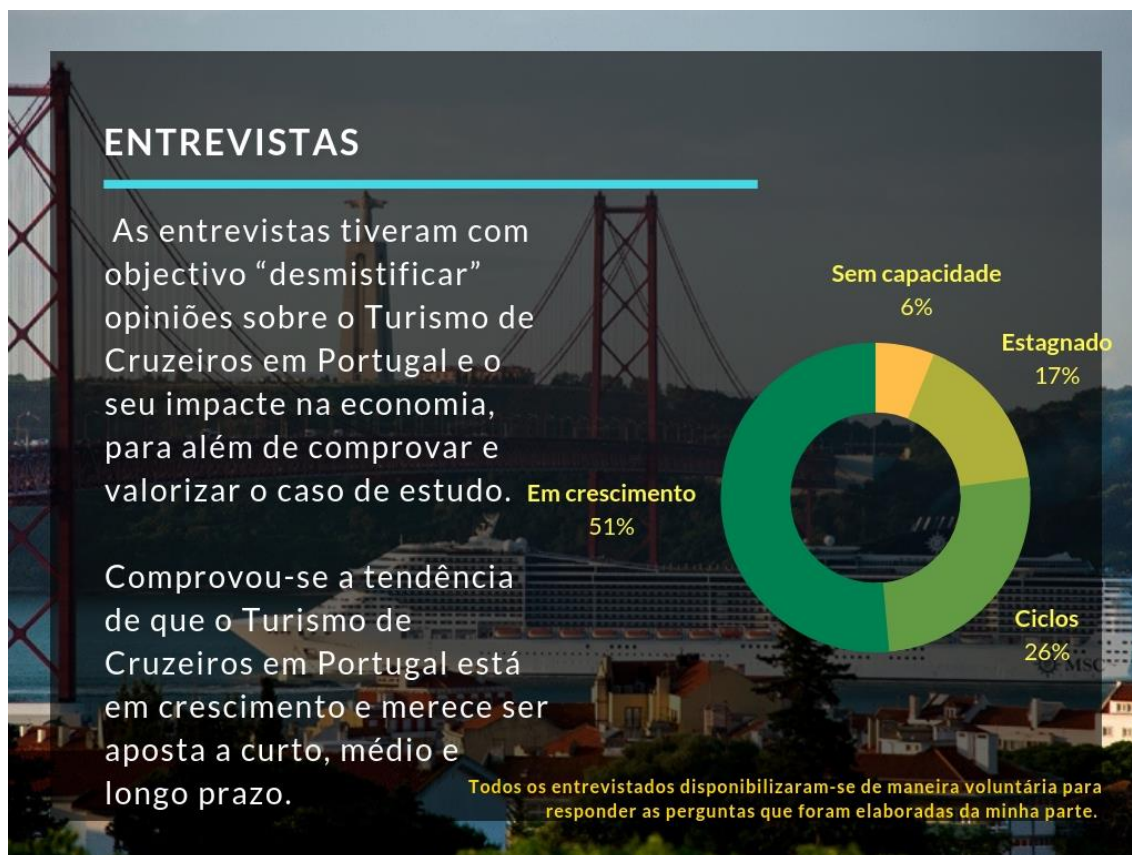 ENTREVISTAS
As entrevistas tiveram com
objectivo “desmistificar”
opiniões sobre o Turismo de
Cruzeiros em Portugal e o
seu impacte na economia,
para além de comprovar e
valorizar o caso de estudo.
Comprovou-se a tendência
de que o Turismo de
Cruzeiros em Portugal está
em crescimento e merece ser
aposta a curto, médio e
longo prazo.
Sem capacidade
6%
Estagnado
17%
Em crescimento
51%
Ciclos
26%
MSC
Todos os entrevistados disponibilizaram-se de maneira voluntária para
responder as perguntas que foram elaboradas da minha parte.